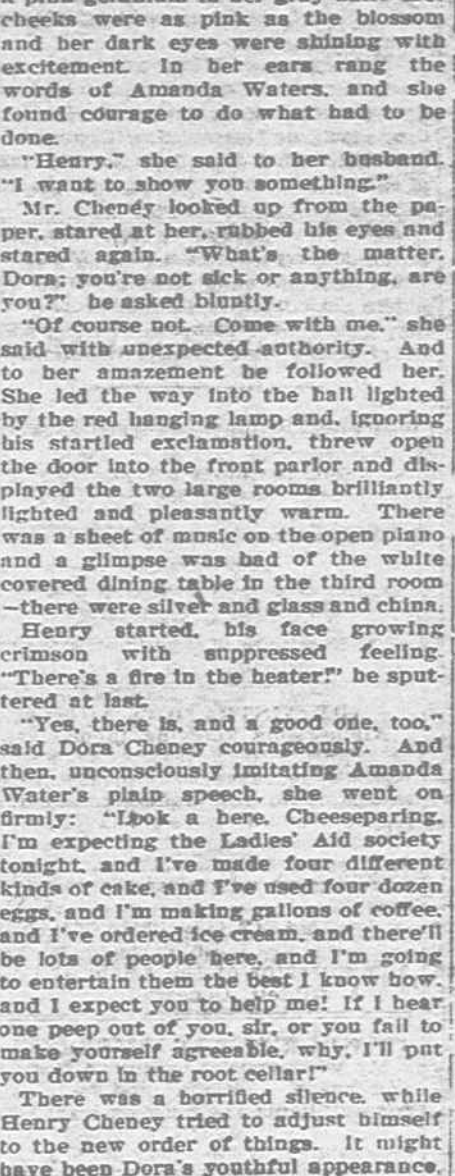 cheeks were as pink as the blossom
and her dark eyes were shining with
excitement. In her ears rang the
words of Amanda Waters, and she
found courage to do what had to be
done.
"Henry," she said to her husband.
"I want to show you something."
Mr. Cheney looked up from the pa-
per, stared at her, rubbed his eyes and
stared again. "What's the matter,
Dora; you're not sick or anything, are
you?" he asked bluntly.
"Of course not. Come with me," she
said with unexpected authority. And
to her amazement he followed her.
She led the way into the hall lighted
by the red hanging lamp and, ignoring
his startled exclamation, threw open
the door into the front parlor and dis-
played the two large rooms brilliantly
lighted and pleasantly warm. There
was a sheet of music on the open piano
and a glimpse was had of the white
covered dining table in the third room
—there were silver and glass and china.
Henry started, his face growing
crimson with suppressed feeling.
"There's a fire in the heater!" he sput-
tered at last.
"Yes, there is, and a good one, too,"
said Dora Cheney courageously. And
then, unconsciously imitating Amanda
Water's plain speech, she went on
firmly: "Look a here, Cheeseparing,
I'm expecting the Ladies' Aid society
tonight, and I've made four different
kinds of cake, and I've used four dozen
eggs, and I'm making gallons of coffee,
and I've ordered ice cream, and there'll
be lots of people here, and I'm going
to entertain them the best I know how,
and I expect you to help me! If I hear
one peep out of you, sir, or you fail to
make yourself agreeable, why, I'll put
you down in the root cellar!"
There was a horrified silence, while
Henry Cheney tried to adjust himself
to the new order of things. It might
have been Dora's youthful appearance,